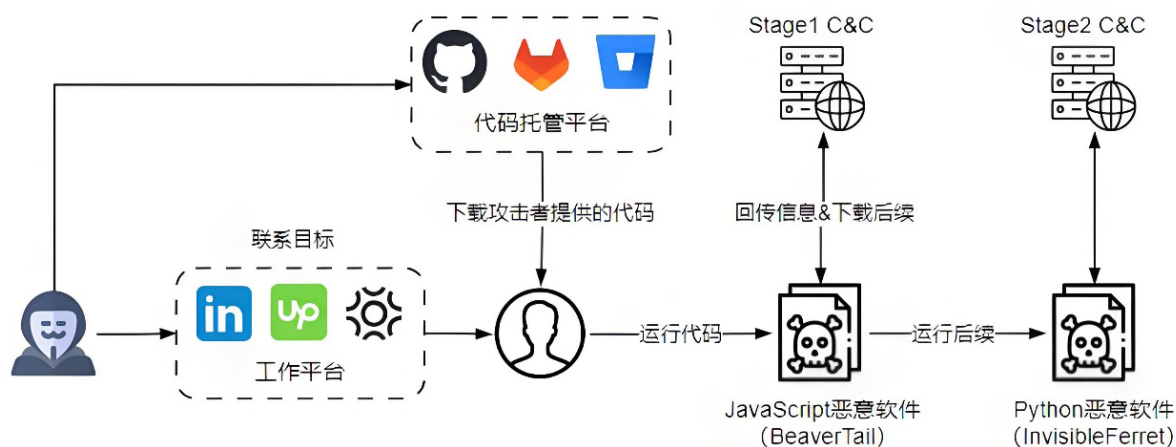 Stage1 C&C
Stage2 C&C
代码托管平台
下载攻击者提供的代码
回传信息&下载后续
联系目标
in
up
工作平台
运行代码
运行后续
JavaScript恶意软件
（BeaverTail）
Python恶意软件
（InvisibleFerret）